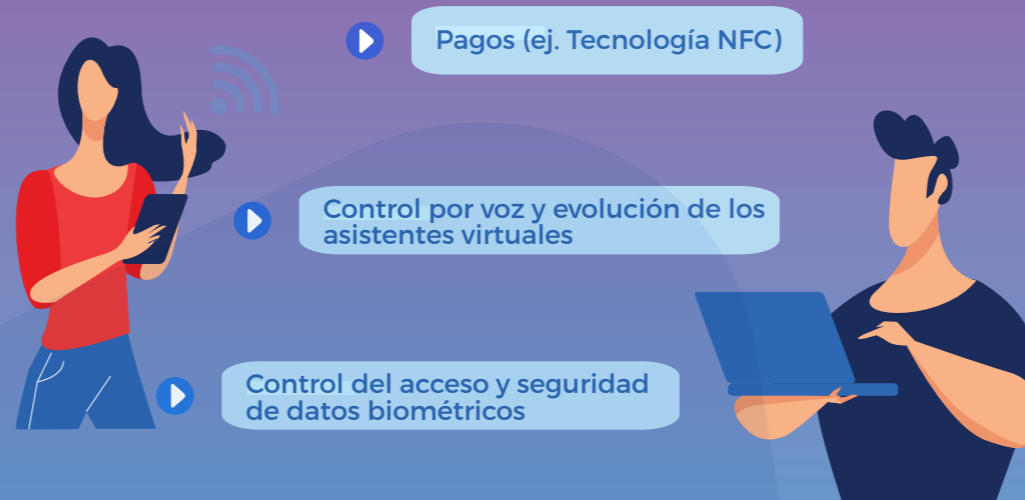 Pagos (ej. Tecnología NFC)
Control por voz y evolución de los
asistentes virtuales
Control del acceso y seguridad
de datos biométricos